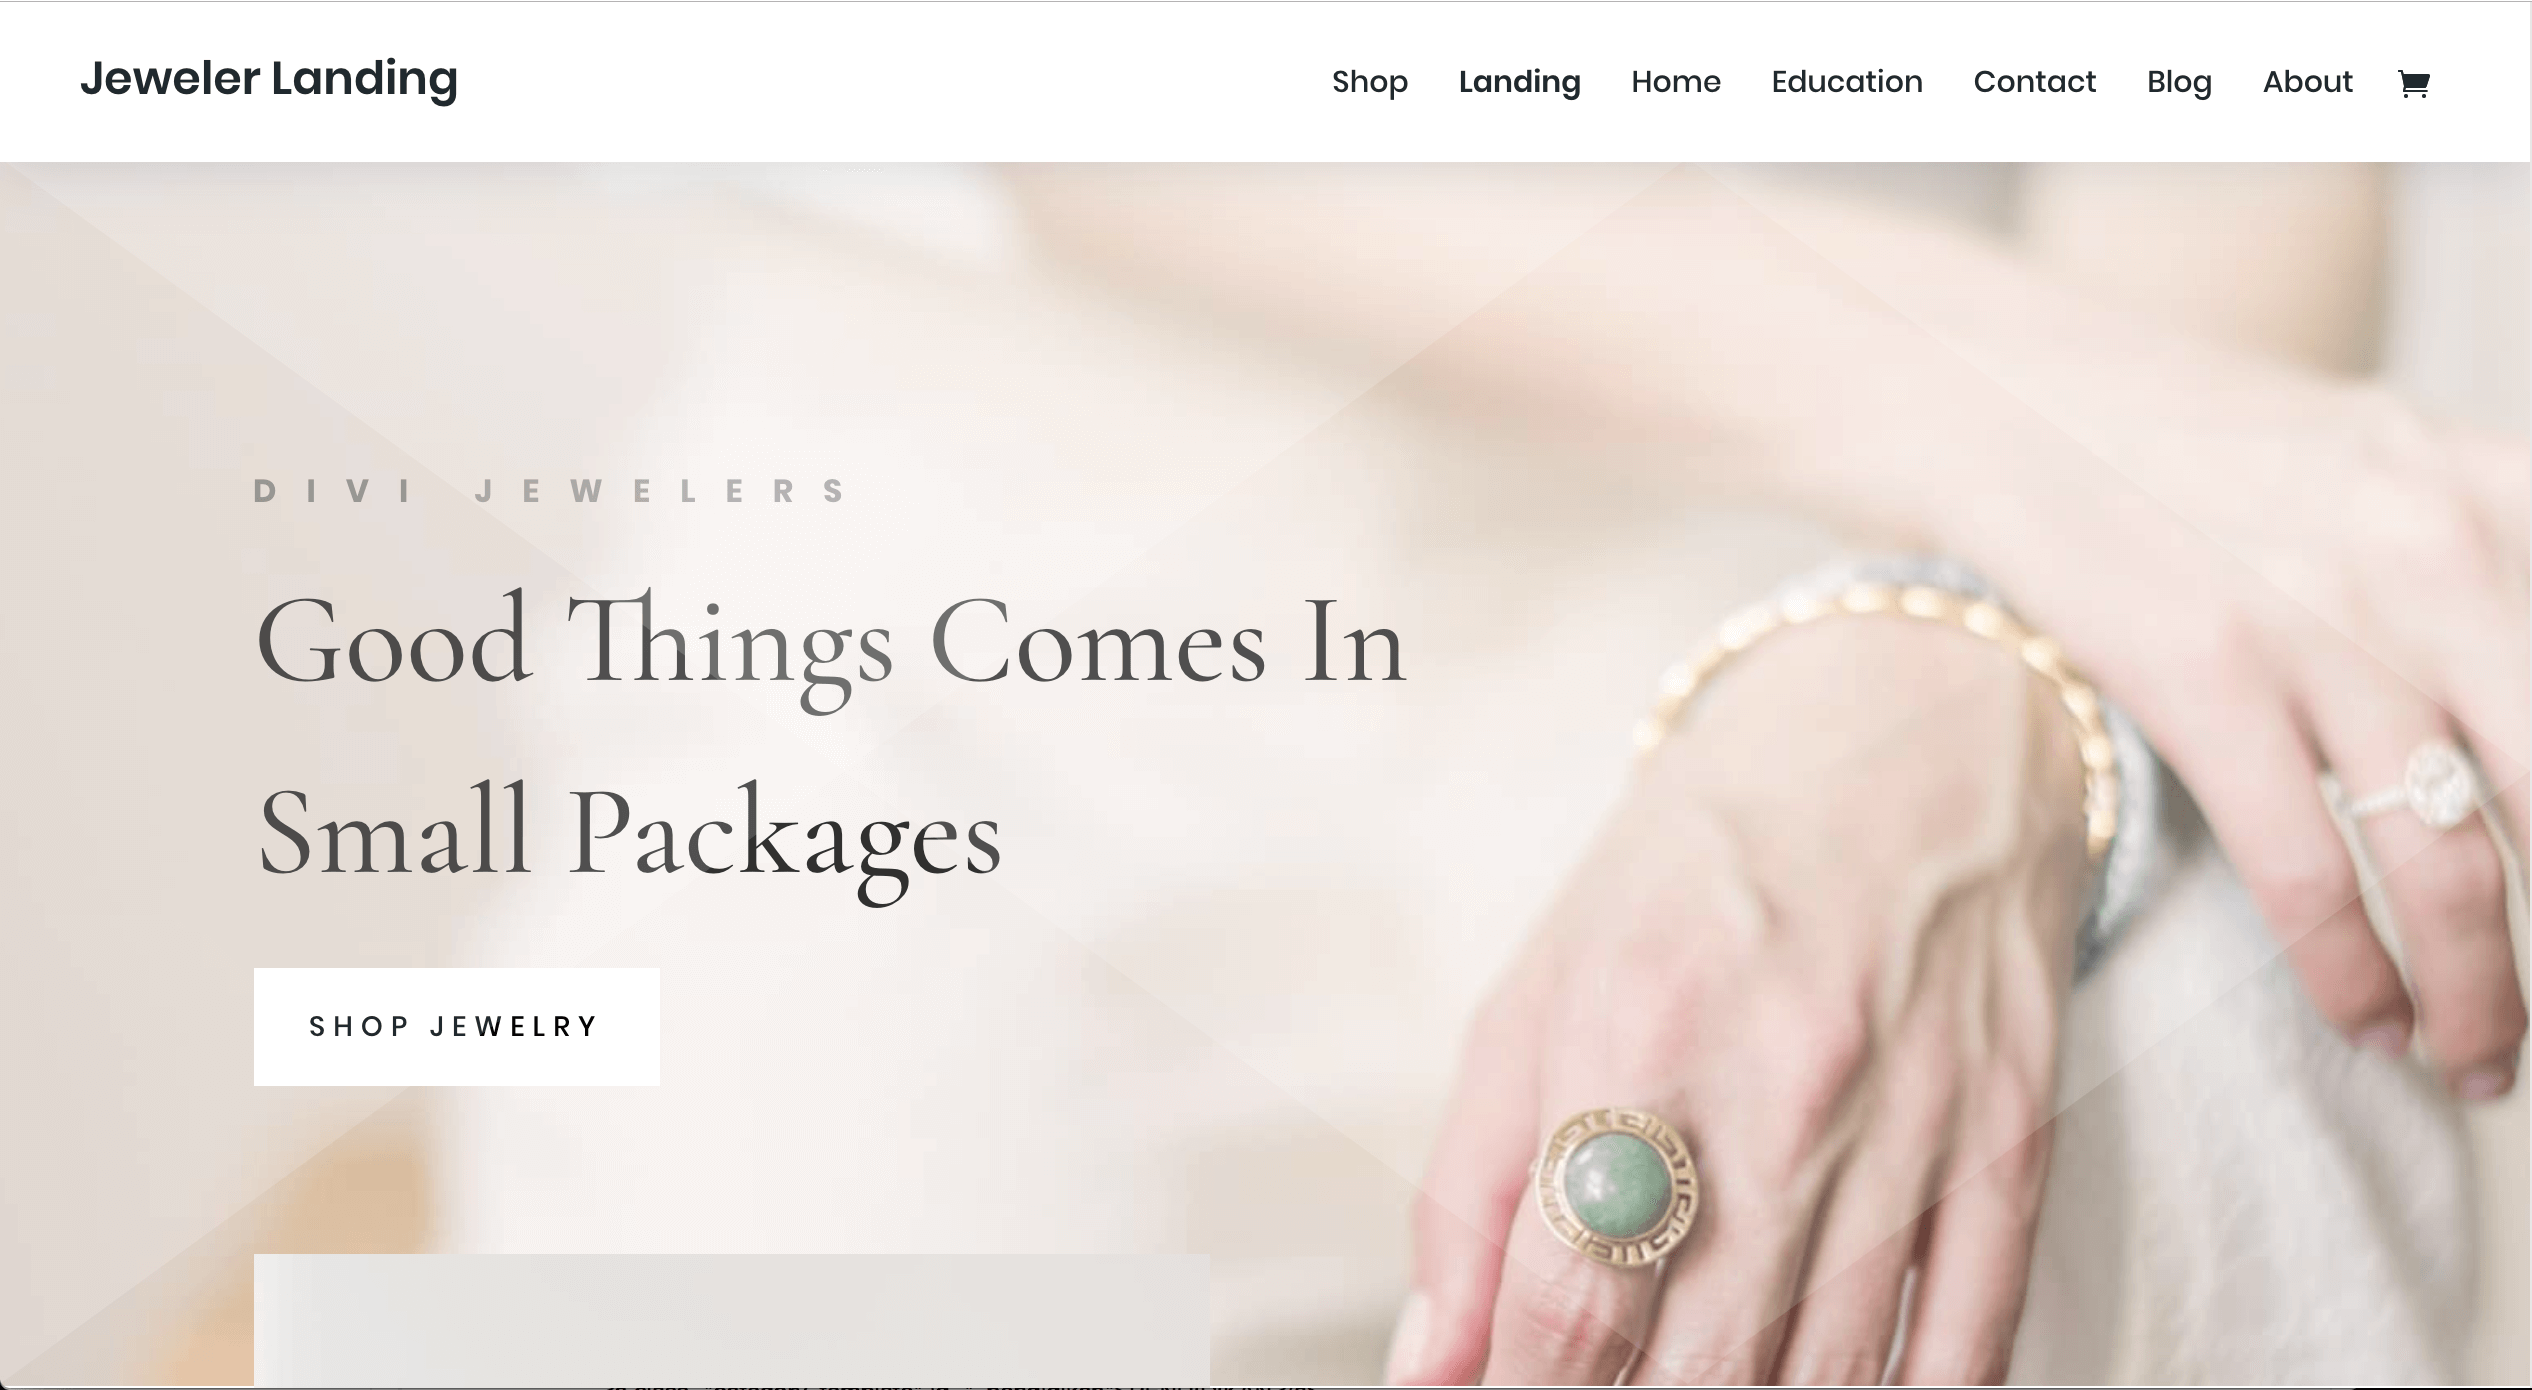 Jeweler Landing
Shop Landing Home Education Contact Blog About
DIVI JEWELERS
Good Things Comes In
Small Packages
SHOP JEWELRY